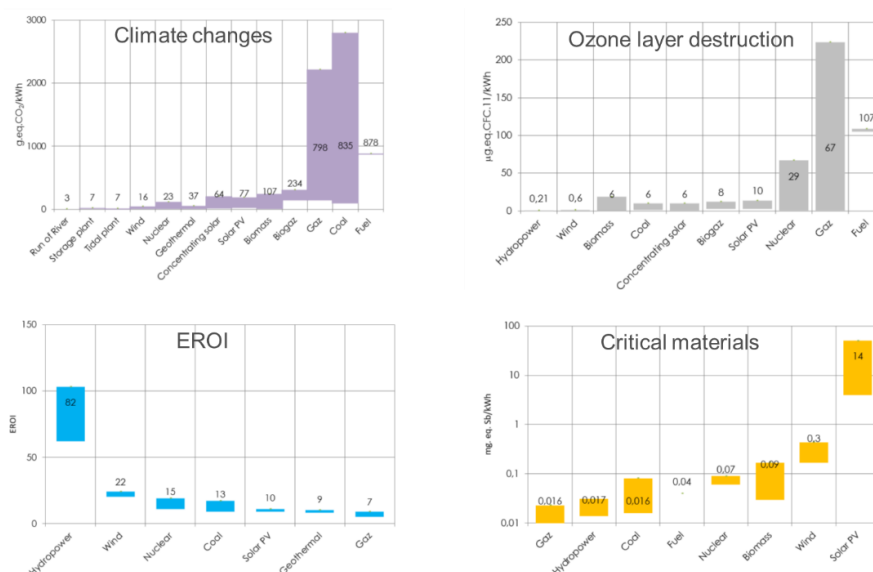 Climate changes
g.eq.CO₂/kWh
3000
2000
1000
0
3
7
7
16
23
37
64
77
107
234
798
835
878
Run of River
Storage plant
Tidal plant
Wind
Nuclear
Geothermal
Concentrating solar
Solar PV
Biomass
Biogaz
Gaz
Coal
Fuel
Ozone layer destruction
µg.eq.CFC.11/kWh
250
200
150
100
50
0
0,21
0,6
6
6
6
8
10
29
67
107
Hydropower
Wind
Biomass
Coal
Concentrating solar
Biogaz
Solar PV
Nuclear
Gaz
Fuel
EROI
EROI
150
100
50
0
82
22
15
13
10
9
7
Hydropower
Wind
Nuclear
Coal
Solar PV
Geothermal
Gaz
Critical materials
mg. eq. Sb/kWh
100
10
1
0,1
0,01
0,016
0,017
0,016
0,04
0,07
0,09
0,3
14
Gaz
Hydropower
Coal
Fuel
Nuclear
Biomass
Wind
Solar PV